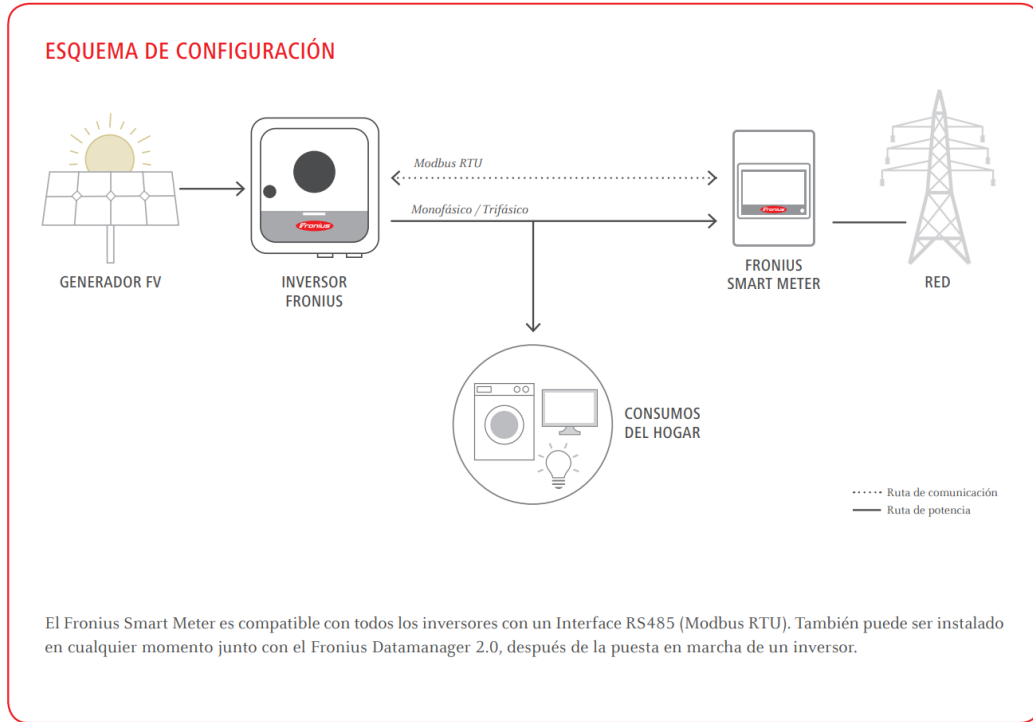 ESQUEMA DE CONFIGURACIÓN
Modbus RTU
Monofásico / Trifásico
Fronius
Fronius
GENERADOR FV
INVERSOR
FRONIUS
FRONIUS
SMART METER
RED
CONSUMOS
DEL HOGAR
Ruta de comunicación
Ruta de potencia
El Fronius Smart Meter es compatible con todos los inversores con un Interface RS485 (Modbus RTU). También puede ser instalado
en cualquier momento junto con el Fronius Datamanager 2.0, después de la puesta en marcha de un inversor.